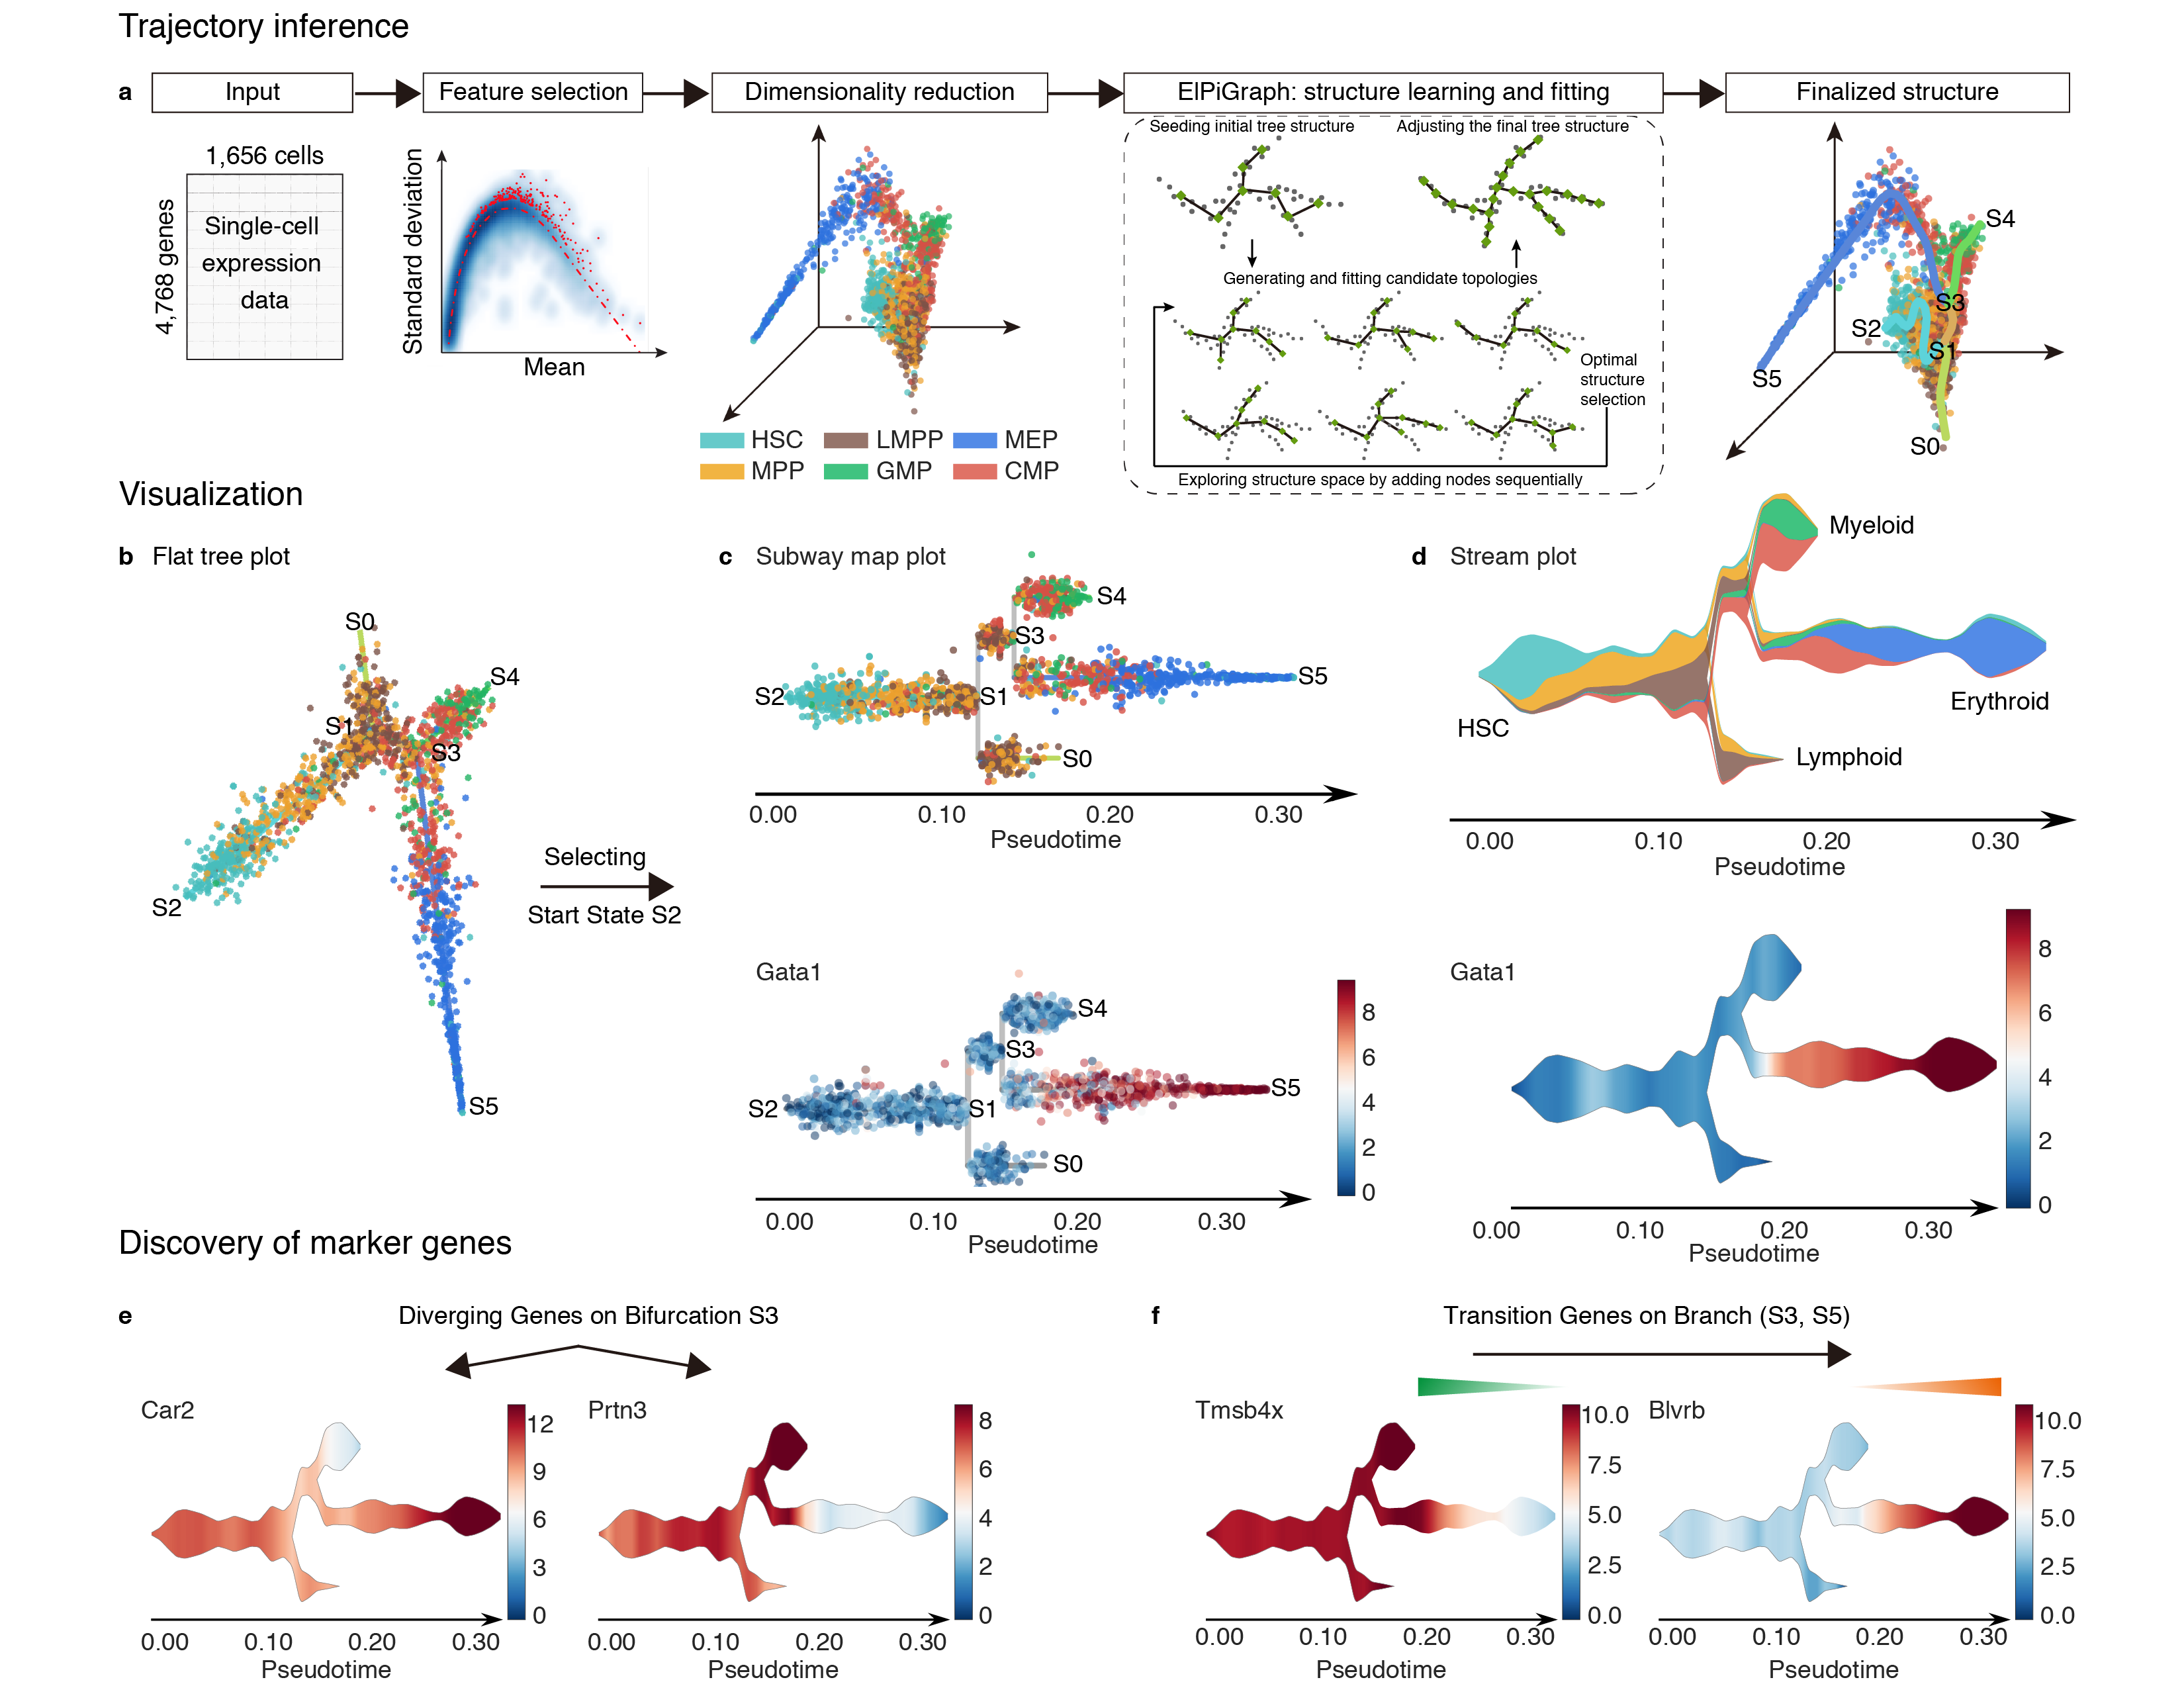 Trajectory inference
a
Input
Feature selection
Dimensionality reduction
ElPiGraph: structure learning and fitting
Finalized structure
1,656 cells
4,768 genes
Single-cell
expression
data
Standard deviation
Mean
HSC
LMPP
MEP
MPP
GMP
CMP
Seeding initial tree structure
Adjusting the final tree structure
Generating and fitting candidate topologies
Optimal
structure
selection
Exploring structure space by adding nodes sequentially
S4
S3
S2
S1
S5
S0
Visualization
b Flat tree plot
S0
S4
S1
S3
S2
S5
Selecting
Start State S2
c Subway map plot
S4
S3
S2
S1
S5
S0
0.00 0.10 0.20 0.30
Pseudotime
d Stream plot
Myeloid
HSC
Erythroid
Lymphoid
0.00 0.10 0.20 0.30
Pseudotime
Gata1
S4
S3
S2
S1
S5
S0
8
6
4
2
0
0.00 0.10 0.20 0.30
Pseudotime
Gata1
8
6
4
2
0
0.00 0.10 0.20 0.30
Pseudotime
Discovery of marker genes
e Diverging Genes on Bifurcation S3
Car2
12
9
6
3
0
0.00 0.10 0.20 0.30
Pseudotime
Prtn3
8
6
4
2
0
0.00 0.10 0.20 0.30
Pseudotime
f Transition Genes on Branch (S3, S5)
Tmsb4x
10.0
7.5
5.0
2.5
0.0
0.00 0.10 0.20 0.30
Pseudotime
Blvrb
10.0
7.5
5.0
2.5
0.0
0.00 0.10 0.20 0.30
Pseudotime